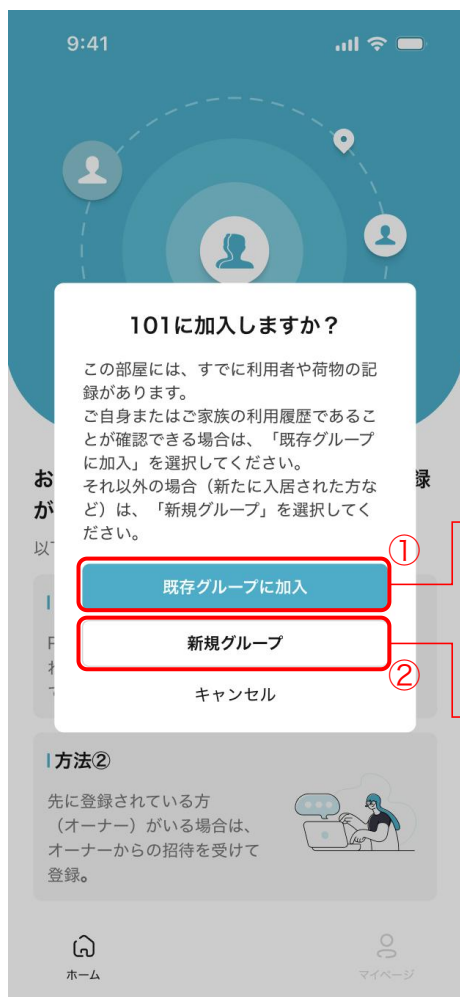 9:41
101に加入しますか？
この部屋には、すでに利用者や荷物の記
録があります。
ご自身またはご家族の利用履歴であるこ
とが確認できる場合は、「既存グループ
に加入」を選択してください。
それ以外の場合（新たに入居された方な
ど）は、「新規グループ」を選択してく
ださい。
お
録
が
以
①
既存グループに加入
新規グループ
②
キャンセル
方法②
先に登録されている方
（オーナー）がいる場合は、
オーナーからの招待を受けて
登録。
ホーム
マイページ